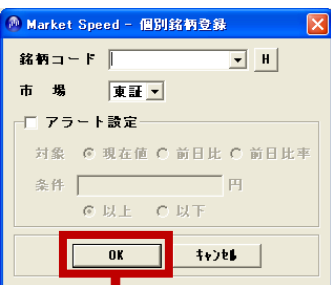 Market Speed - 個別銘柄登録
銘柄コード H
市 場 東証
アラート設定
対象 現在値 前日比 前日比率
条件 円
以上 以下
OK ｷｬﾝｾﾙ